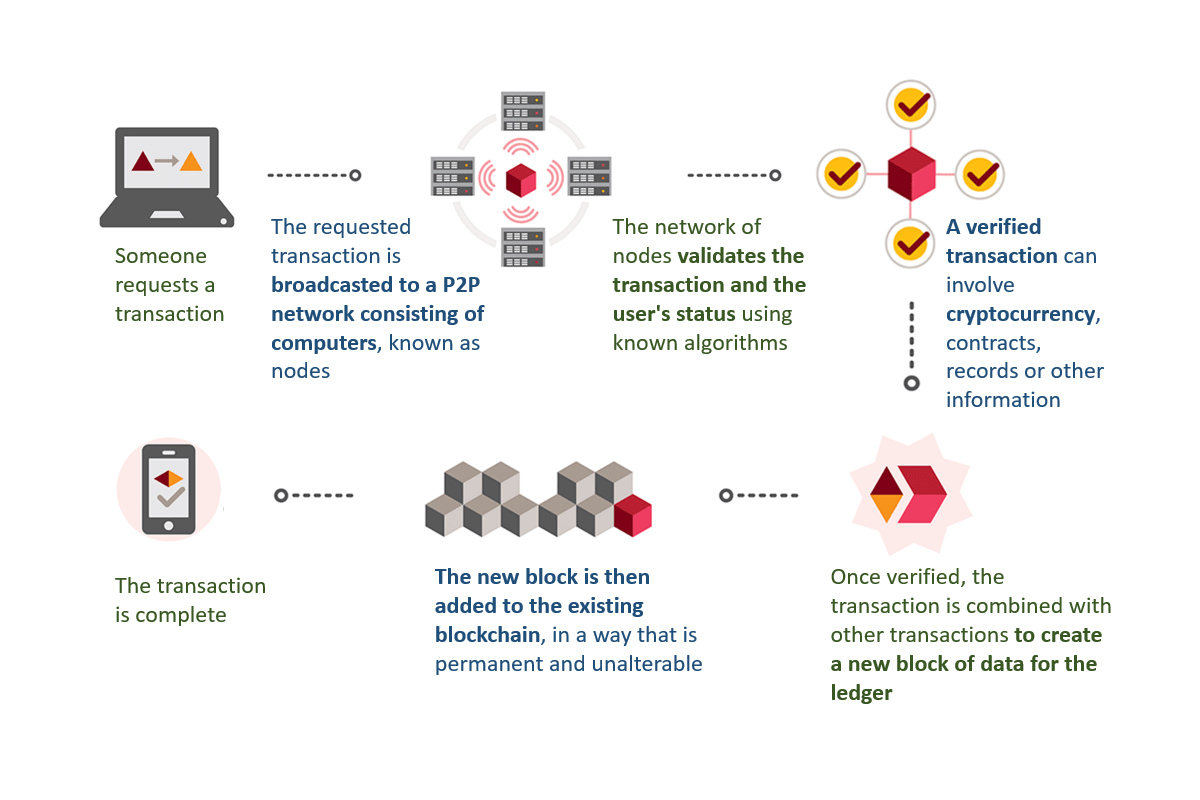 Someone
requests a
transaction
The requested
transaction is
broadcasted to a P2P
network consisting of
computers, known as
nodes
The network of
nodes validates the
transaction and the
user's status using
known algorithms
A verified
transaction can
involve
cryptocurrency,
contracts,
records or other
information
Once verified, the
transaction is combined with
other transactions to create
a new block of data for the
ledger
The new block is then
added to the existing
blockchain, in a way that is
permanent and unalterable
The transaction
is complete